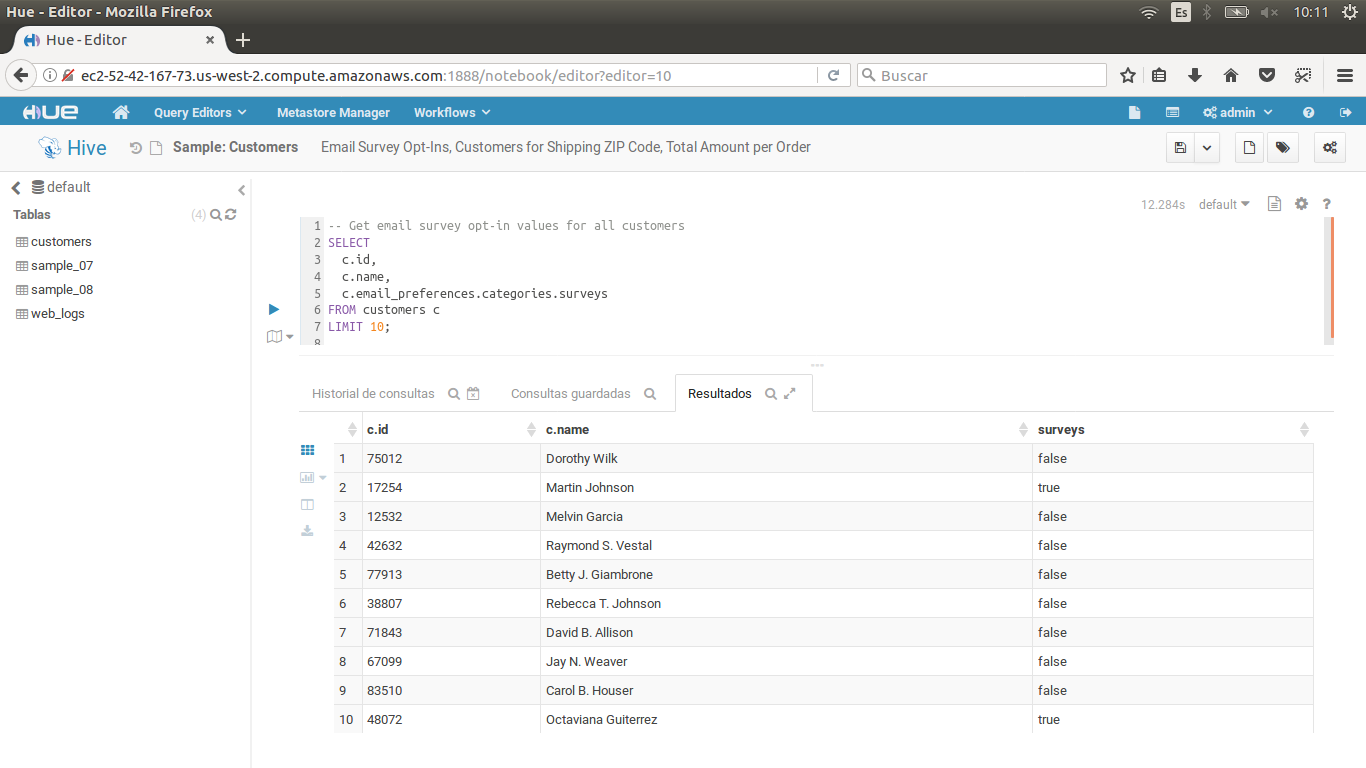 Hue - Editor - Mozilla Firefox
Es
10:11
Hue - Editor
ec2-52-42-167-73.us-west-2.compute.amazonaws.com:1888/notebook/editor?editor=10
Buscar
HUE
Query Editors
Metastore Manager
Workflows
admin
Hive
Sample: Customers
Email Survey Opt-Ins, Customers for Shipping ZIP Code, Total Amount per Order
default
Tablas
(4)
customers
sample_07
sample_08
web_logs
12.284s
default
?
1 -- Get email survey opt-in values for all customers
2 SELECT
3 c.id,
4 c.name,
5 c.email_preferences.categories.surveys
6 FROM customers c
7 LIMIT 10;
8
Historial de consultas
Consultas guardadas
Resultados
c.id c.name surveys
1 75012 Dorothy Wilk false
2 17254 Martin Johnson true
3 12532 Melvin Garcia false
4 42632 Raymond S. Vestal false
5 77913 Betty J. Giambrone false
6 38807 Rebecca T. Johnson false
7 71843 David B. Allison false
8 67099 Jay N. Weaver false
9 83510 Carol B. Houser false
10 48072 Octaviana Guiterrez true